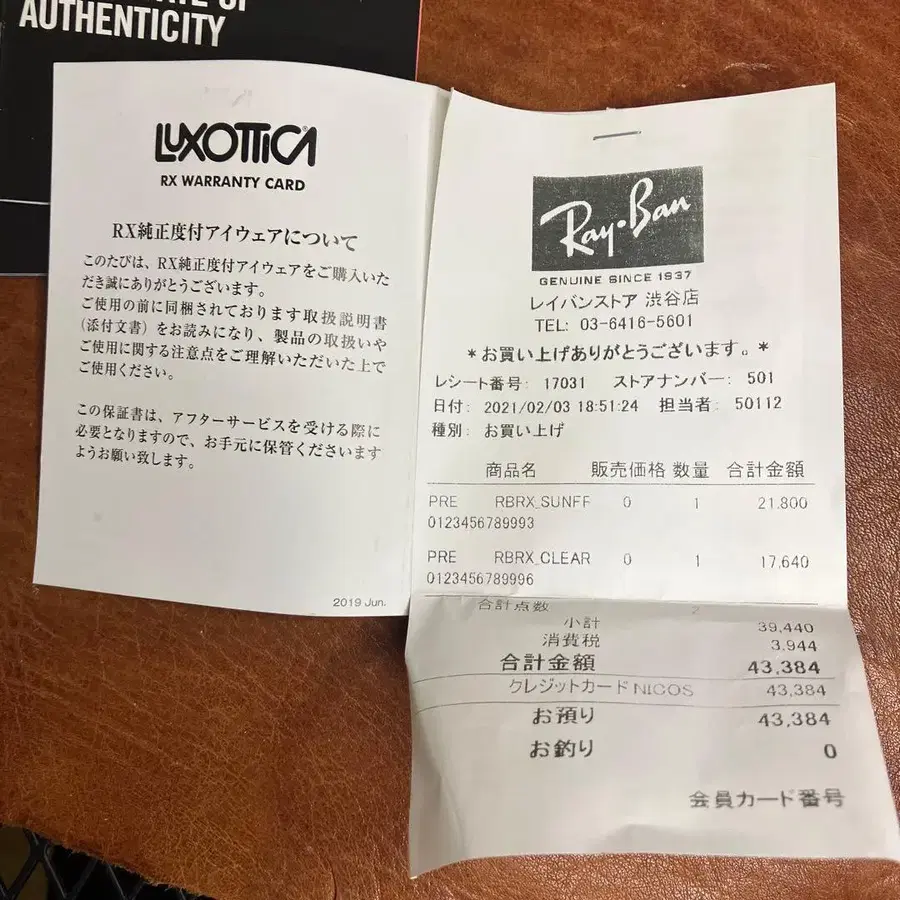 AUTHENTICITY
LUXOTTICA
RX WARRANTY CARD
RX純正度付アイウェアについて
このたびは、RX純正度付アイウェアをご購入いた
だき誠にありがとうございます。
ご使用の前に同梱されております取扱説明書
(添付文書)をお読みになり、製品の取扱いや
ご使用に関する注意点をご理解いただいた上で
ご使用ください。
この保証書は、アフターサービスを受ける際に
必要となりますので、お手元に保管くださいます
ようお願い致します。
2019 Jun.
Ray-Ban
GENUINE SINCE 1937
レイバンストア 渋谷店
TEL: 03-6416-5601
*お買い上げありがとうございます。*
レシート番号: 17031 ストアナンバー: 501
日付: 2021/02/03 18:51:24 担当者: 50112
種別: お買い上げ
商品名 販売価格 数量 合計金額
PRE RBRX_SUNFF 0 1 21,800
0123456789993
PRE RBRX_CLEAR 0 1 17,640
0123456789996
合計点数 2
小計 39,440
消費税 3,944
合計金額 43,384
クレジットカードNICOS 43,384
お預り 43,384
お釣り 0
会員カード番号